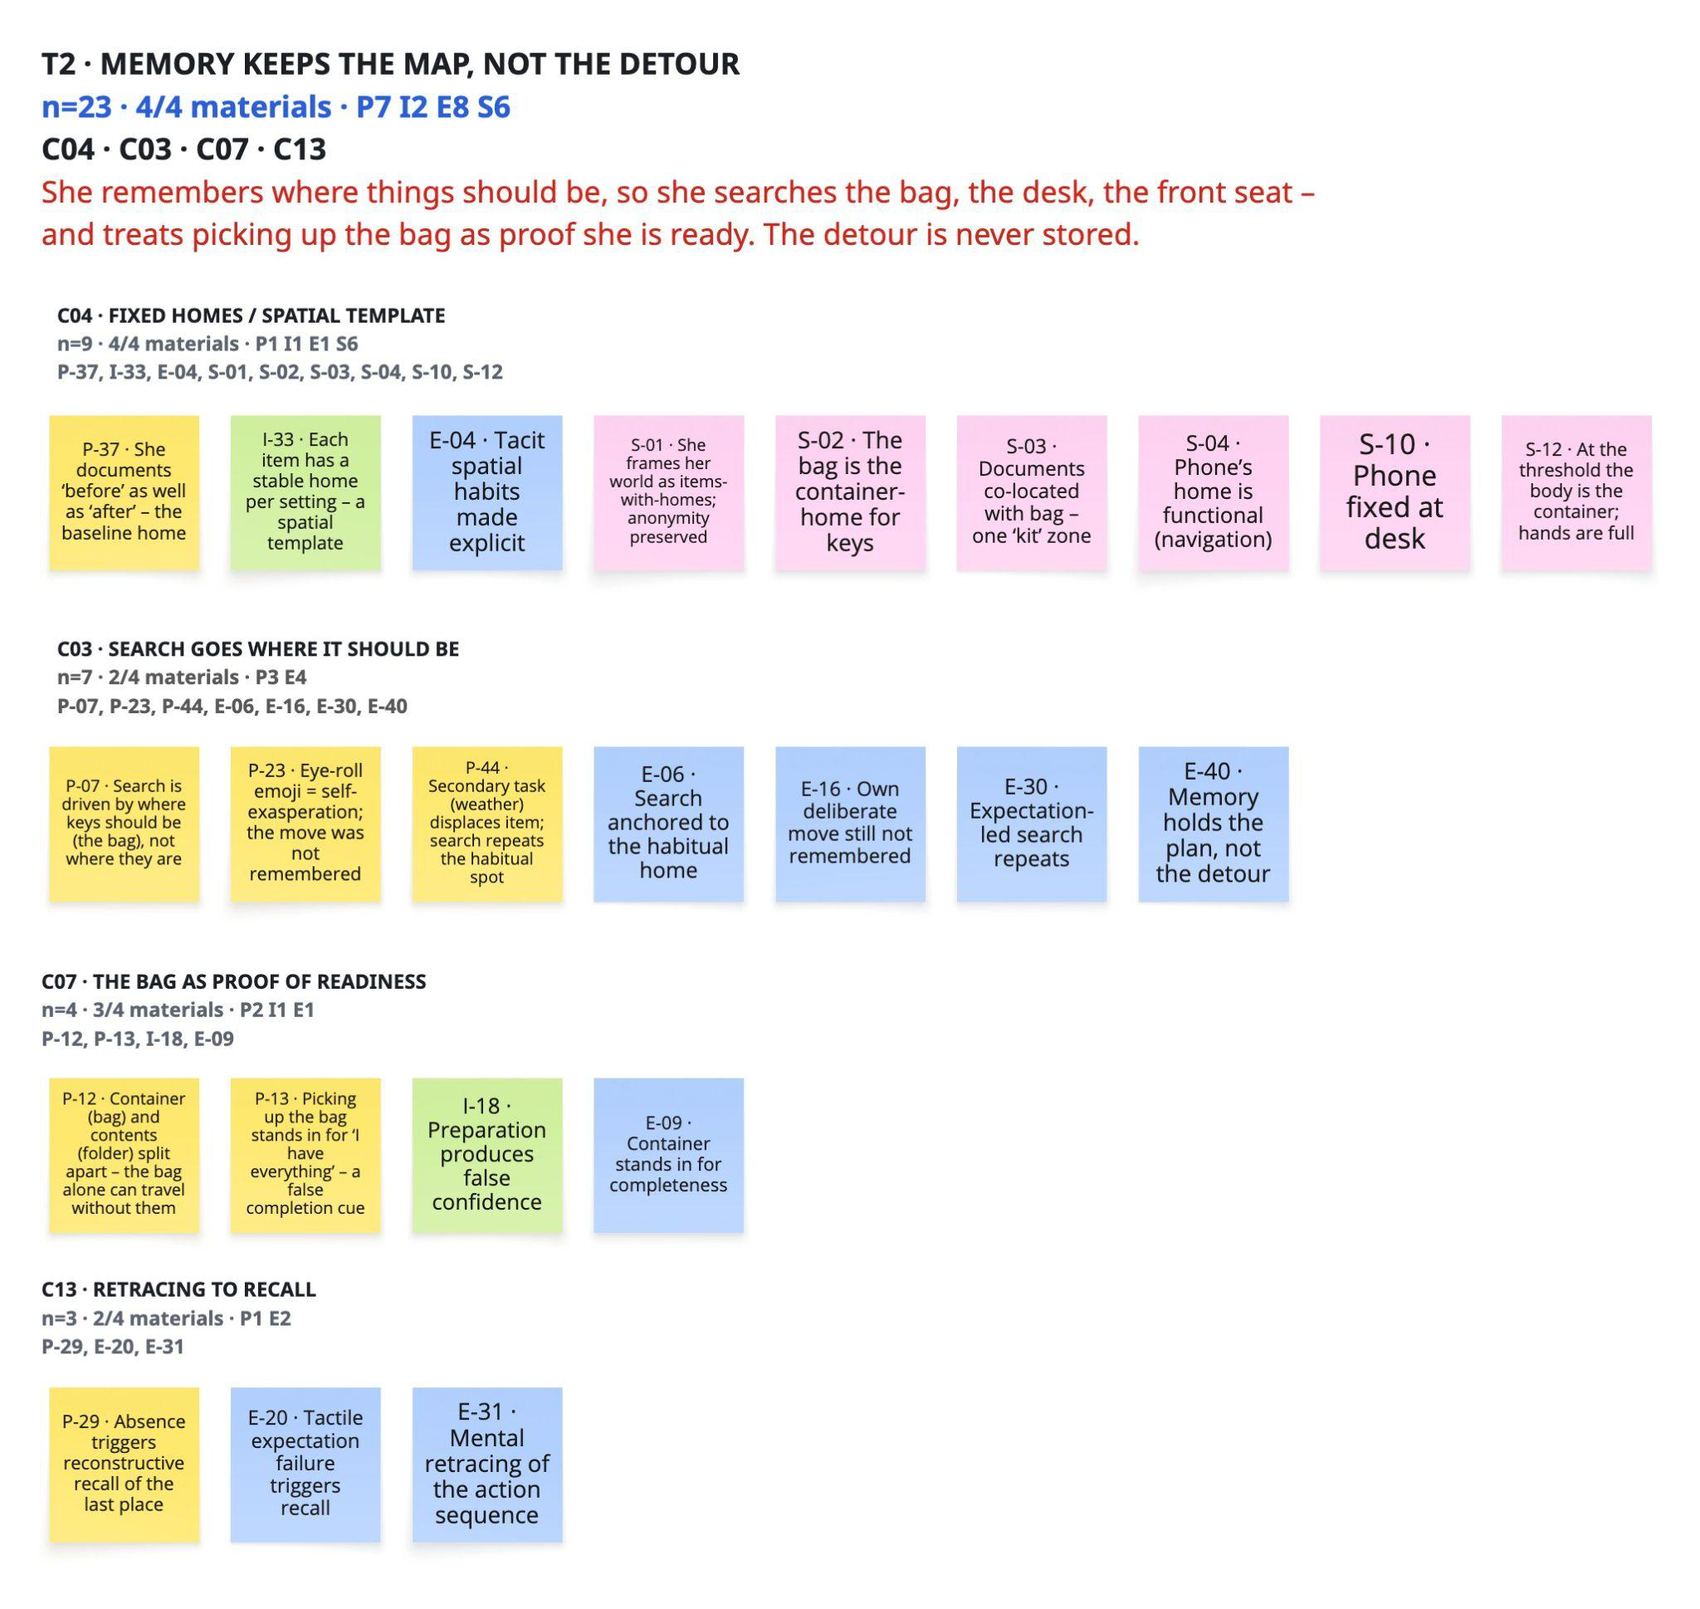 T2 · MEMORY KEEPS THE MAP, NOT THE DETOUR
n=23 · 4/4 materials · P7 I2 E8 S6
C04 · C03 · C07 · C13
She remembers where things should be, so she searches the bag, the desk, the front seat –
and treats picking up the bag as proof she is ready. The detour is never stored.
C04 · FIXED HOMES / SPATIAL TEMPLATE
n=9 · 4/4 materials · P1 I1 E1 S6
P-37, I-33, E-04, S-01, S-02, S-03, S-04, S-10, S-12
P-37 · She
documents
‘before’ as well
as ‘after’ – the
baseline home
I-33 · Each
item has a
stable home
per setting – a
spatial
template
E-04 · Tacit
spatial
habits
made
explicit
S-01 · She
frames her
world as items-
with-homes;
anonymity
preserved
S-02 · The
bag is the
container-
home for
keys
S-03 ·
Documents
co-located
with bag –
one ‘kit’ zone
S-04 ·
Phone’s
home is
functional
(navigation)
S-10 ·
Phone
fixed at
desk
S-12 · At the
threshold the
body is the
container;
hands are full
C03 · SEARCH GOES WHERE IT SHOULD BE
n=7 · 2/4 materials · P3 E4
P-07, P-23, P-44, E-06, E-16, E-30, E-40
P-07 · Search is
driven by where
keys should be
(the bag), not
where they are
P-23 · Eye-roll
emoji = self-
exasperation;
the move was
not
remembered
P-44 ·
Secondary task
(weather)
displaces item;
search repeats
the habitual
spot
E-06 ·
Search
anchored to
the habitual
home
E-16 · Own
deliberate
move still not
remembered
E-30 ·
Expectation-
led search
repeats
E-40 ·
Memory
holds the
plan, not
the detour
C07 · THE BAG AS PROOF OF READINESS
n=4 · 3/4 materials · P2 I1 E1
P-12, P-13, I-18, E-09
P-12 · Container
(bag) and
contents
(folder) split
apart – the bag
alone can travel
without them
P-13 · Picking
up the bag
stands in for ‘I
have
everything’ – a
false
completion cue
I-18 ·
Preparation
produces
false
confidence
E-09 ·
Container
stands in for
completeness
C13 · RETRACING TO RECALL
n=3 · 2/4 materials · P1 E2
P-29, E-20, E-31
P-29 · Absence
triggers
reconstructive
recall of the
last place
E-20 · Tactile
expectation
failure
triggers
recall
E-31 ·
Mental
retracing of
the action
sequence